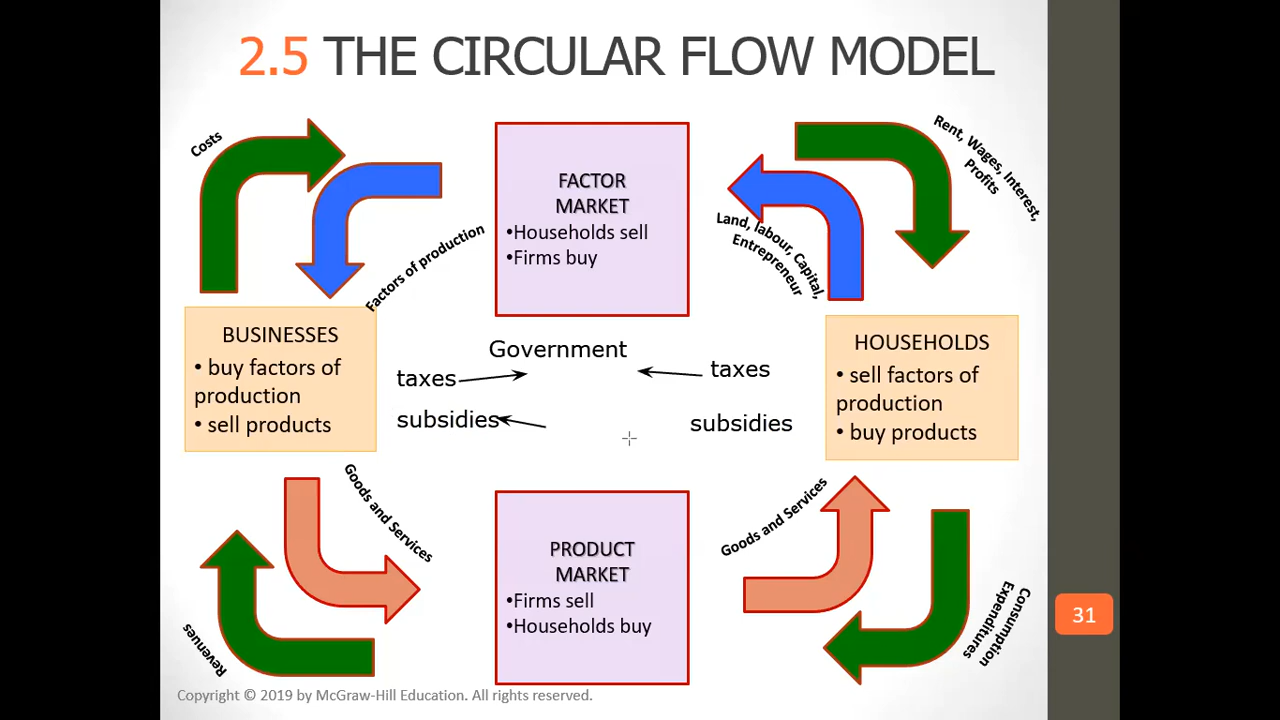 2.5 THE CIRCULAR FLOW MODEL
Costs
Rent, Wages, Interest,
Profits
FACTOR
MARKET
•Households sell
•Firms buy
Factors of production
Land, labour, Capital,
Entrepreneur
BUSINESSES
• buy factors of
production
• sell products
Government
taxes
taxes
subsidies
subsidies
HOUSEHOLDS
• sell factors of
production
• buy products
Goods and Services
Goods and Services
PRODUCT
MARKET
•Firms sell
•Households buy
Revenues
Consumption
Expenditures
31
Copyright © 2019 by McGraw-Hill Education. All rights reserved.